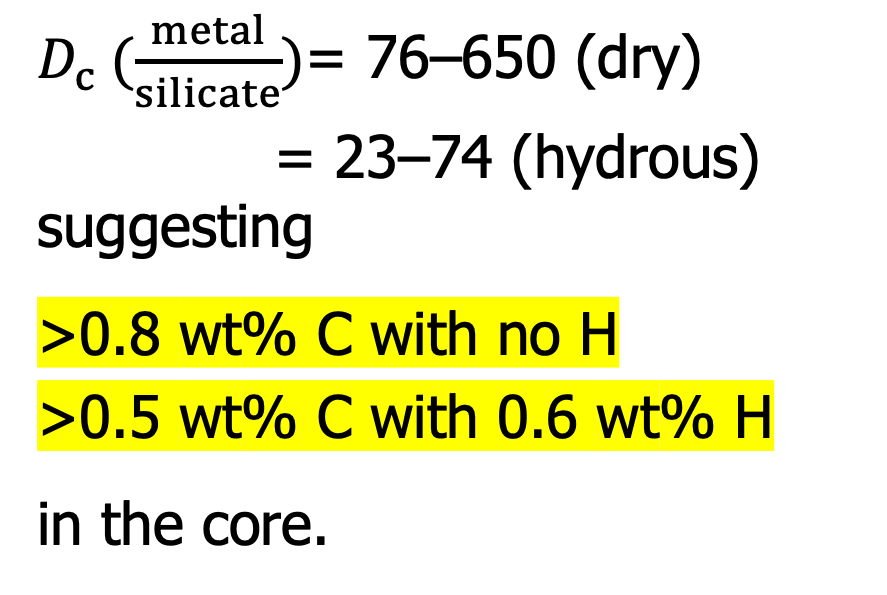 D_c (metal/silicate)= 76–650 (dry)
= 23–74 (hydrous)
suggesting
>0.8 wt% C with no H
>0.5 wt% C with 0.6 wt% H
in the core.